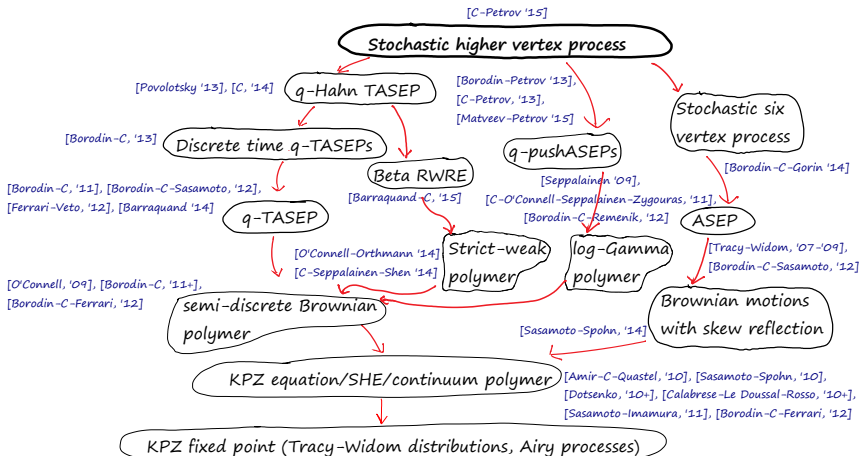 [C-Petrov '15]
Stochastic higher vertex process
[Povolotsky '13], [C, '14]
q-Hahn TASEP
[Borodin-Petrov '13],
[C-Petrov, '13],
[Matveev-Petrov '15]
Stochastic six
vertex process
[Borodin-C, '13]
Discrete time q-TASEPs
q-pushASEPs
Beta RWRE
[Borodin-C-Gorin '14]
[Borodin-C, '11], [Borodin-C-Sasamoto, '12],
[Ferrari-Veto, '12], [Barraquand '14]
q-TASEP
[Barraquand-C, '15]
[Seppalainen '09],
[C-O'Connell-Seppalainen-Zygouras, '11],
[Borodin-C-Remenik, '12]
ASEP
[O'Connell-Orthmann '14]
[C-Seppalainen-Shen '14]
Strict-weak
polymer
log-Gamma
polymer
[Tracy-Widom, '07-'09],
[Borodin-C-Sasamoto, '12]
[O'Connell, '09], [Borodin-C, '11+],
[Borodin-C-Ferrari, '12]
semi-discrete Brownian
polymer
Brownian motions
with skew reflection
[Sasamoto-Spohn, '14]
KPZ equation/SHE/continuum polymer
[Amir-C-Quastel, '10], [Sasamoto-Spohn, '10],
[Dotsenko, '10+], [Calabrese-Le Doussal-Rosso, '10+],
[Sasamoto-Imamura, '11], [Borodin-C-Ferrari, '12]
KPZ fixed point (Tracy-Widom distributions, Airy processes)